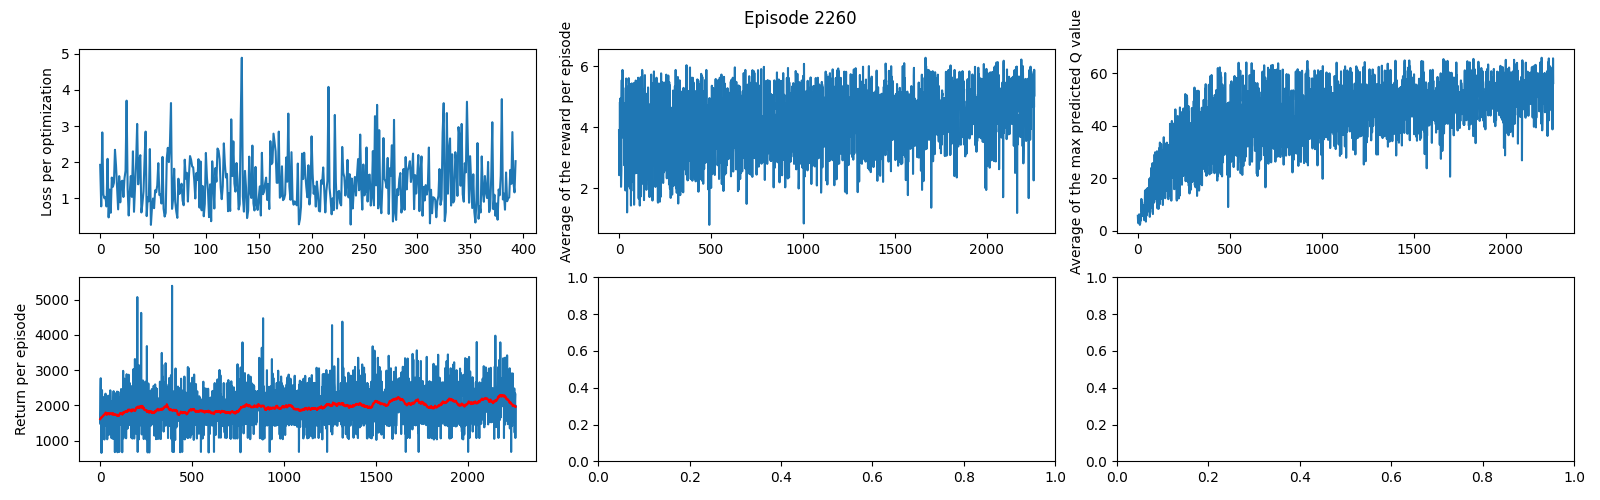 Episode 2260
Loss per optimization
5
4
3
2
1
0 50 100 150 200 250 300 350 400
Average of the reward per episode
6
4
2
0 500 1000 1500 2000
Average of the max predicted Q value
60
40
20
0
0 500 1000 1500 2000
Return per episode
5000
4000
3000
2000
1000
0 500 1000 1500 2000
1.0
0.8
0.6
0.4
0.2
0.0
0.0 0.2 0.4 0.6 0.8 1.0
1.0
0.8
0.6
0.4
0.2
0.0
0.0 0.2 0.4 0.6 0.8 1.0